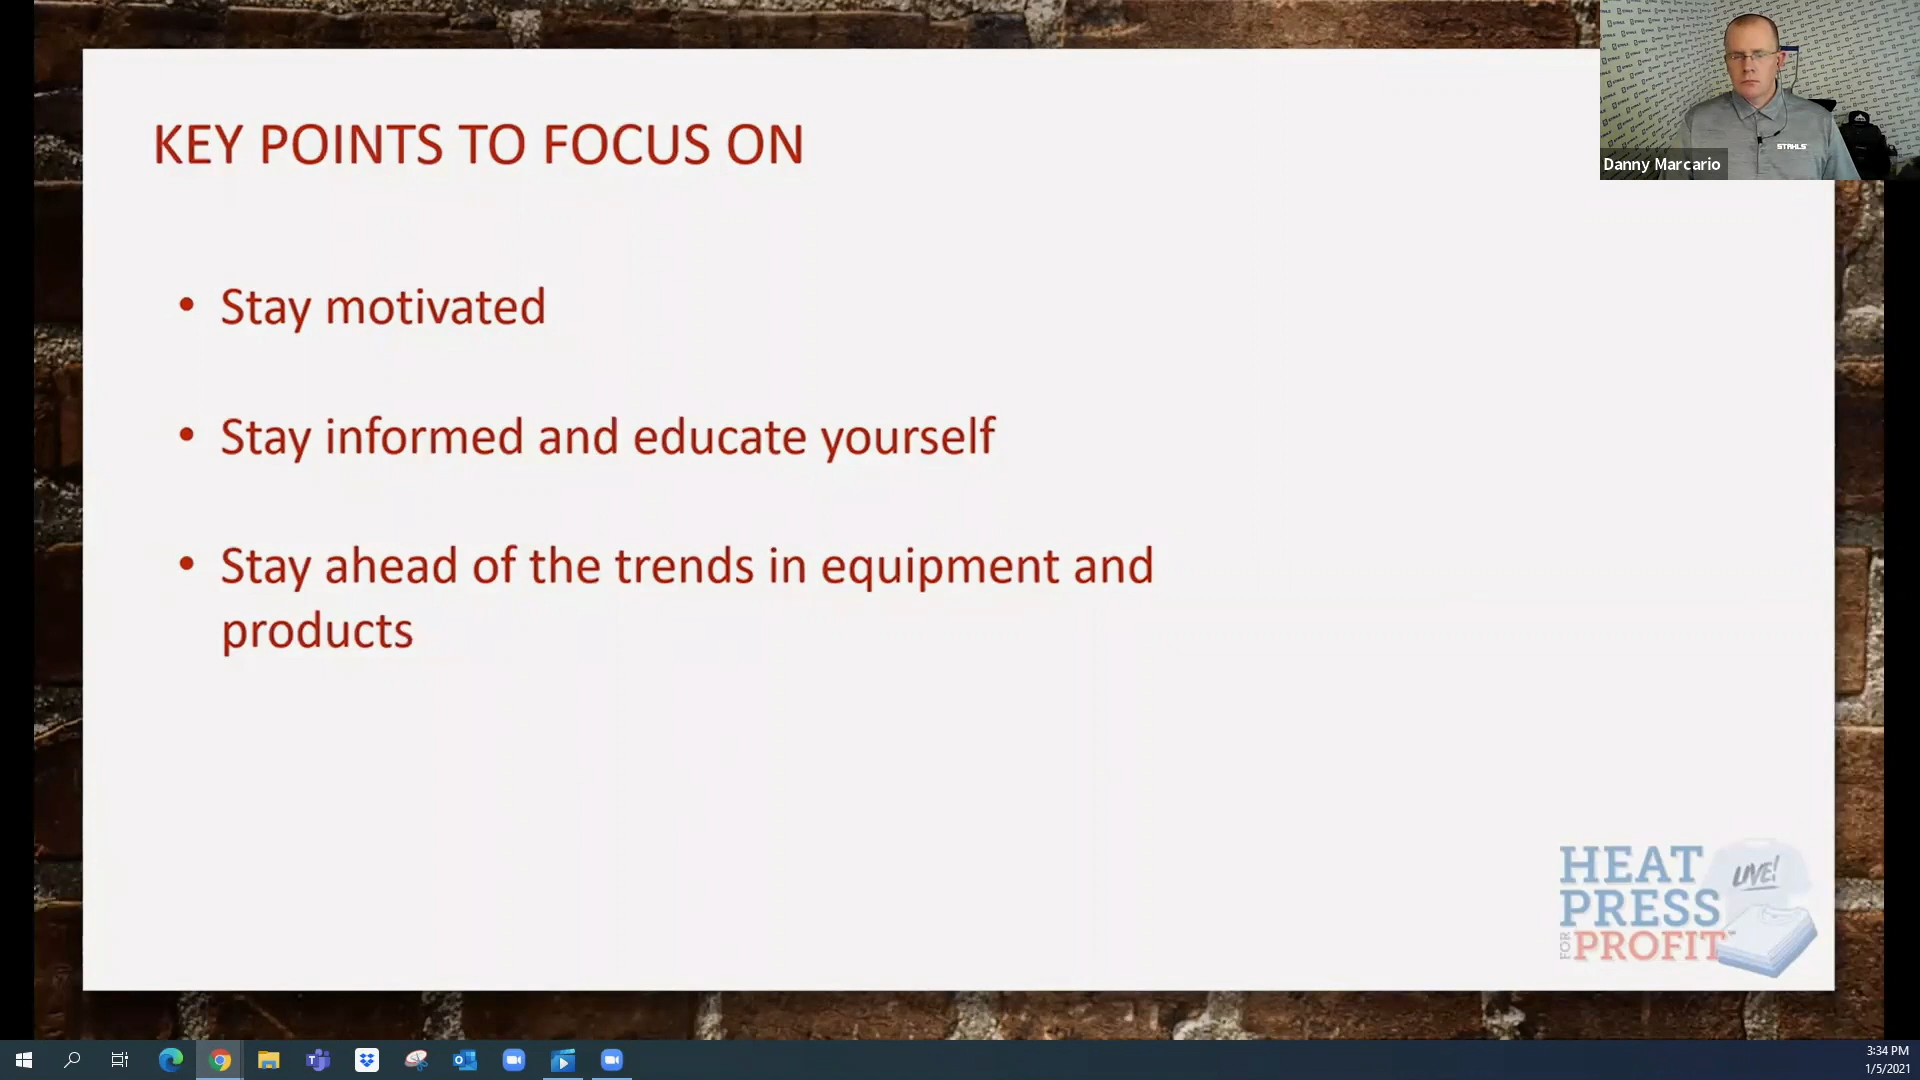 KEY POINTS TO FOCUS ON
STAHLS'
Danny Marcario
• Stay motivated
• Stay informed and educate yourself
• Stay ahead of the trends in equipment and
products
HEAT
LIVE!
PRESS
FOR PROFIT
3:34 PM
1/5/2021